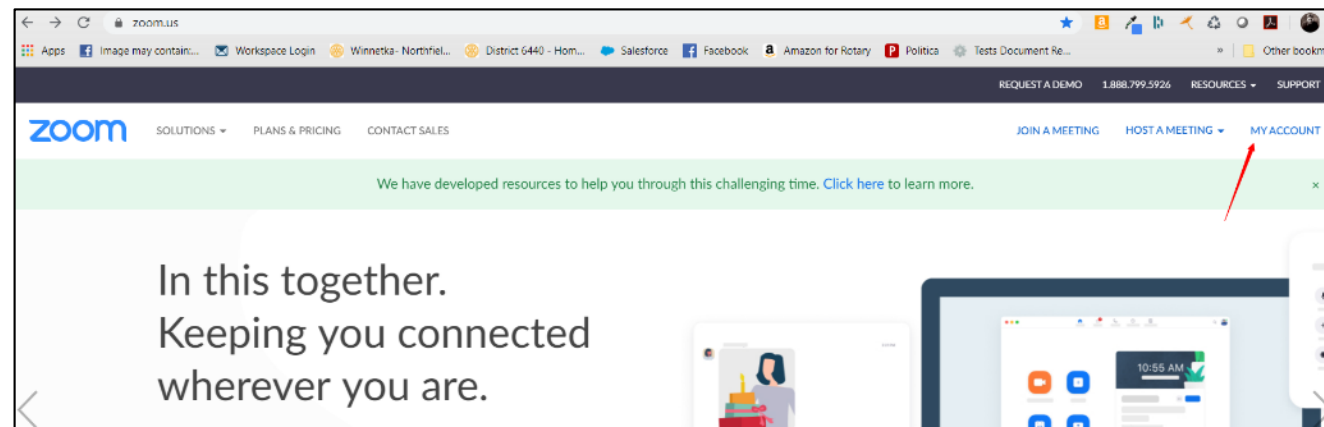 zoom.us
Apps Image may contain:... Workspace Login Winnetka- Northfiel... District 6440 - Hom... Salesforce Facebook Amazon for Rotary Politica Tests Document Re... » Other bookm
REQUEST A DEMO 1.888.799.5926 RESOURCES SUPPORT
zoom SOLUTIONS PLANS & PRICING CONTACT SALES JOIN A MEETING HOST A MEETING MY ACCOUNT
We have developed resources to help you through this challenging time. Click here to learn more. ×
In this together.
Keeping you connected
wherever you are.
10:55 AM